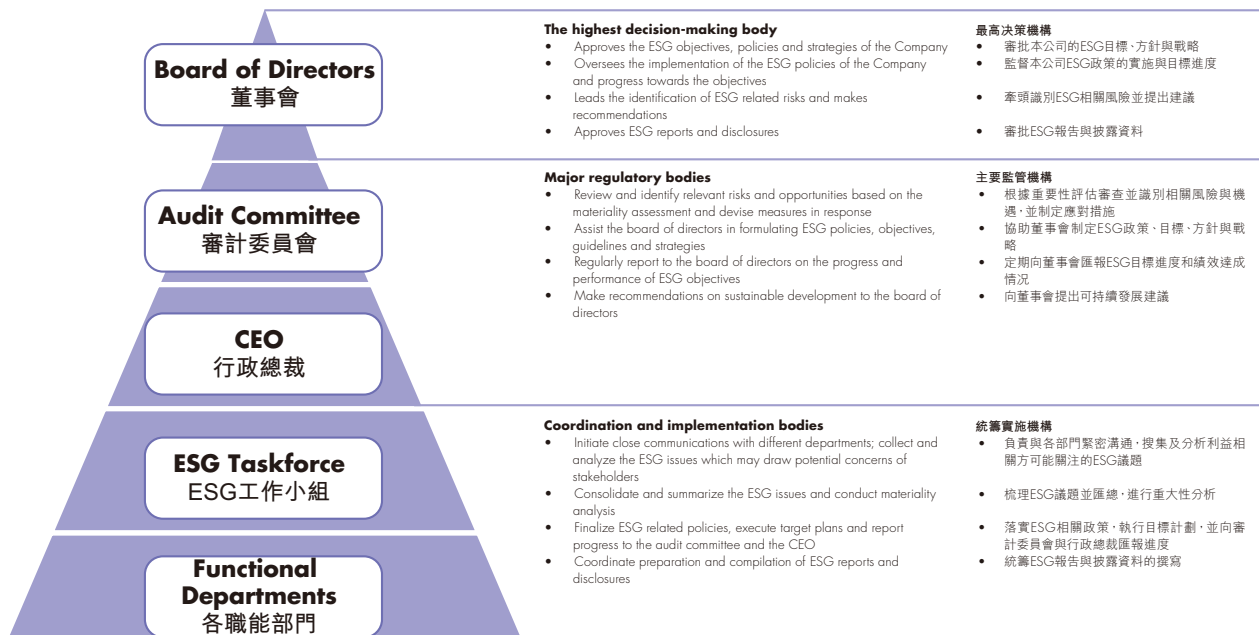 Board of Directors
董事會
The highest decision-making body
• Approves the ESG objectives, policies and strategies of the Company
• Oversees the implementation of the ESG policies of the Company
and progress towards the objectives
• Leads the identification of ESG related risks and makes
recommendations
• Approves ESG reports and disclosures
最高決策機構
• 審批本公司的ESG目標、方針與戰略
• 監督本公司ESG政策的實施與目標進度
• 牽頭識別ESG相關風險並提出建議
• 審批ESG報告與披露資料
Audit Committee
審計委員會
CEO
行政總裁
Major regulatory bodies
• Review and identify relevant risks and opportunities based on the
materiality assessment and devise measures in response
• Assist the board of directors in formulating ESG policies, objectives,
guidelines and strategies
• Regularly report to the board of directors on the progress and
performance of ESG objectives
• Make recommendations on sustainable development to the board of
directors
主要監管機構
• 根據重要性評估審查並識別相關風險與機
遇，並制定應對措施
• 協助董事會制定ESG政策、目標、方針與戰
略
• 定期向董事會匯報ESG目標進度和績效達成
情況
• 向董事會提出可持續發展建議
ESG Taskforce
ESG工作小組
Functional
Departments
各職能部門
Coordination and implementation bodies
• Initiate close communications with different departments; collect and
analyze the ESG issues which may draw potential concerns of
stakeholders
• Consolidate and summarize the ESG issues and conduct materiality
analysis
• Finalize ESG related policies, execute target plans and report
progress to the audit committee and the CEO
• Coordinate preparation and compilation of ESG reports and
disclosures
統籌實施機構
• 負責與各部門緊密溝通，搜集及分析利益相
關方可能關注的ESG議題
• 梳理ESG議題並匯總，進行重大性分析
• 落實ESG相關政策，執行目標計劃，並向審
計委員會與行政總裁匯報進度
• 統籌ESG報告與披露資料的撰寫